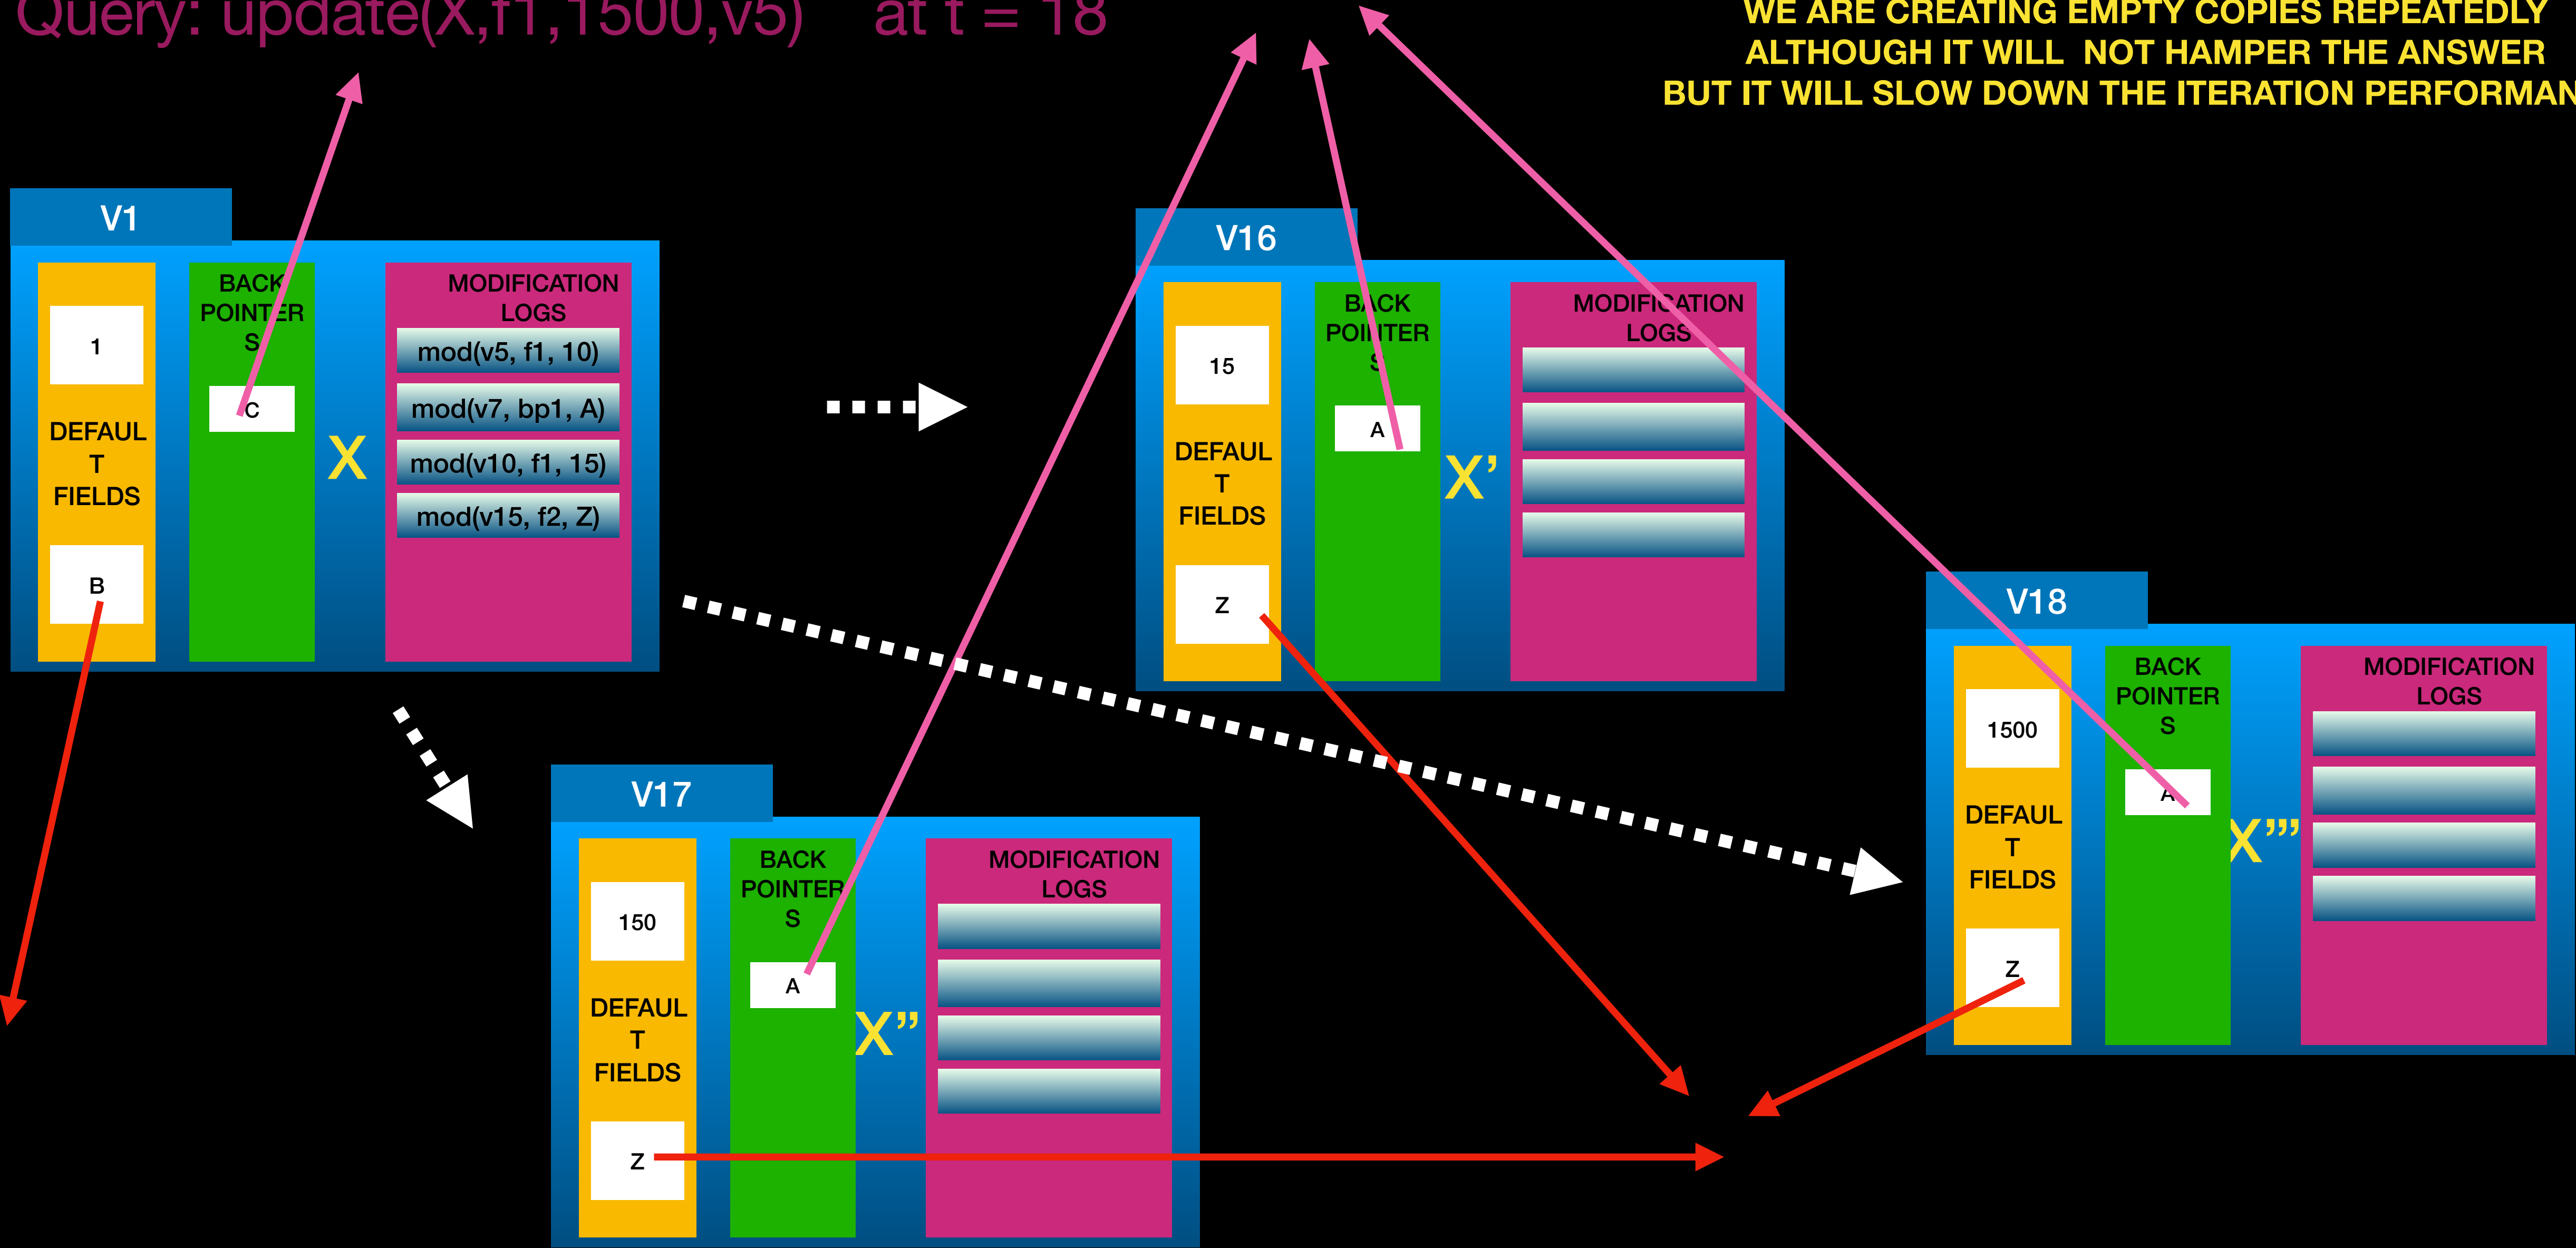 Query: update(X,f1,1500,v5) at t = 18
WE ARE CREATING EMPTY COPIES REPEATEDLY
ALTHOUGH IT WILL NOT HAMPER THE ANSWER
BUT IT WILL SLOW DOWN THE ITERATION PERFORMAN
V1
1
DEFAUL
T
FIELDS
B
BACK
POINTER
S
C
X
MODIFICATION
LOGS
mod(v5, f1, 10)
mod(v7, bp1, A)
mod(v10, f1, 15)
mod(v15, f2, Z)
V16
15
DEFAUL
T
FIELDS
Z
BACK
POINTER
S
A
X’
MODIFICATION
LOGS
V17
150
DEFAUL
T
FIELDS
Z
BACK
POINTER
S
A
X”
MODIFICATION
LOGS
V18
1500
DEFAUL
T
FIELDS
Z
BACK
POINTER
S
A
X”’
MODIFICATION
LOGS